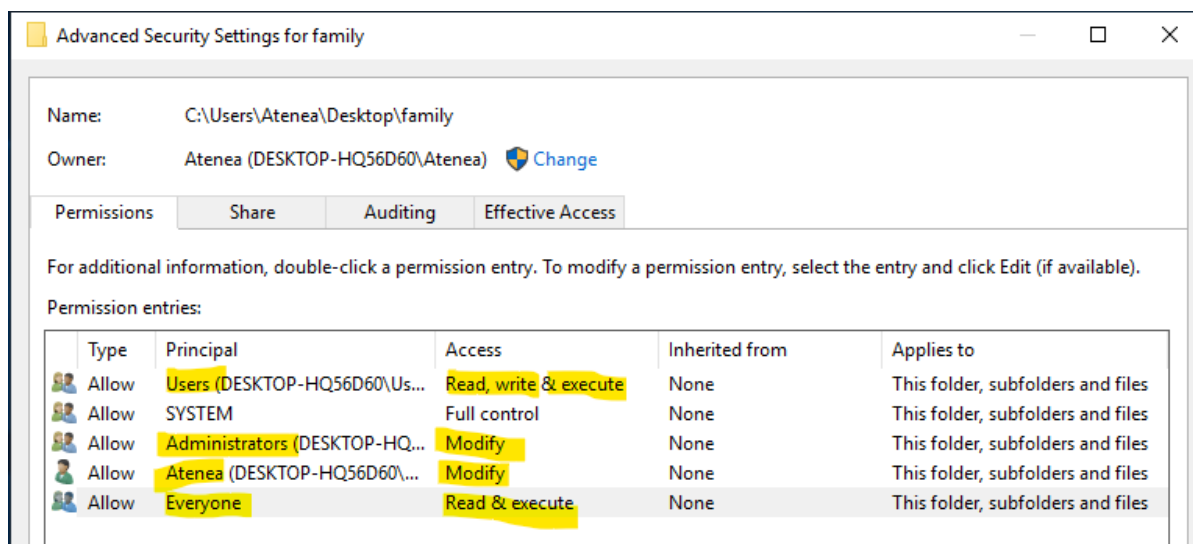 Advanced Security Settings for family
Name: C:\Users\Atenea\Desktop\family
Owner: Atenea (DESKTOP-HQ56D60\Atenea) Change
Permissions Share Auditing Effective Access
For additional information, double-click a permission entry. To modify a permission entry, select the entry and click Edit (if available).
Permission entries:
Type Principal Access Inherited from Applies to
Allow Users (DESKTOP-HQ56D60\Us... Read, write & execute None This folder, subfolders and files
Allow SYSTEM Full control None This folder, subfolders and files
Allow Administrators (DESKTOP-HQ... Modify None This folder, subfolders and files
Allow Atenea (DESKTOP-HQ56D60\... Modify None This folder, subfolders and files
Allow Everyone Read & execute None This folder, subfolders and files